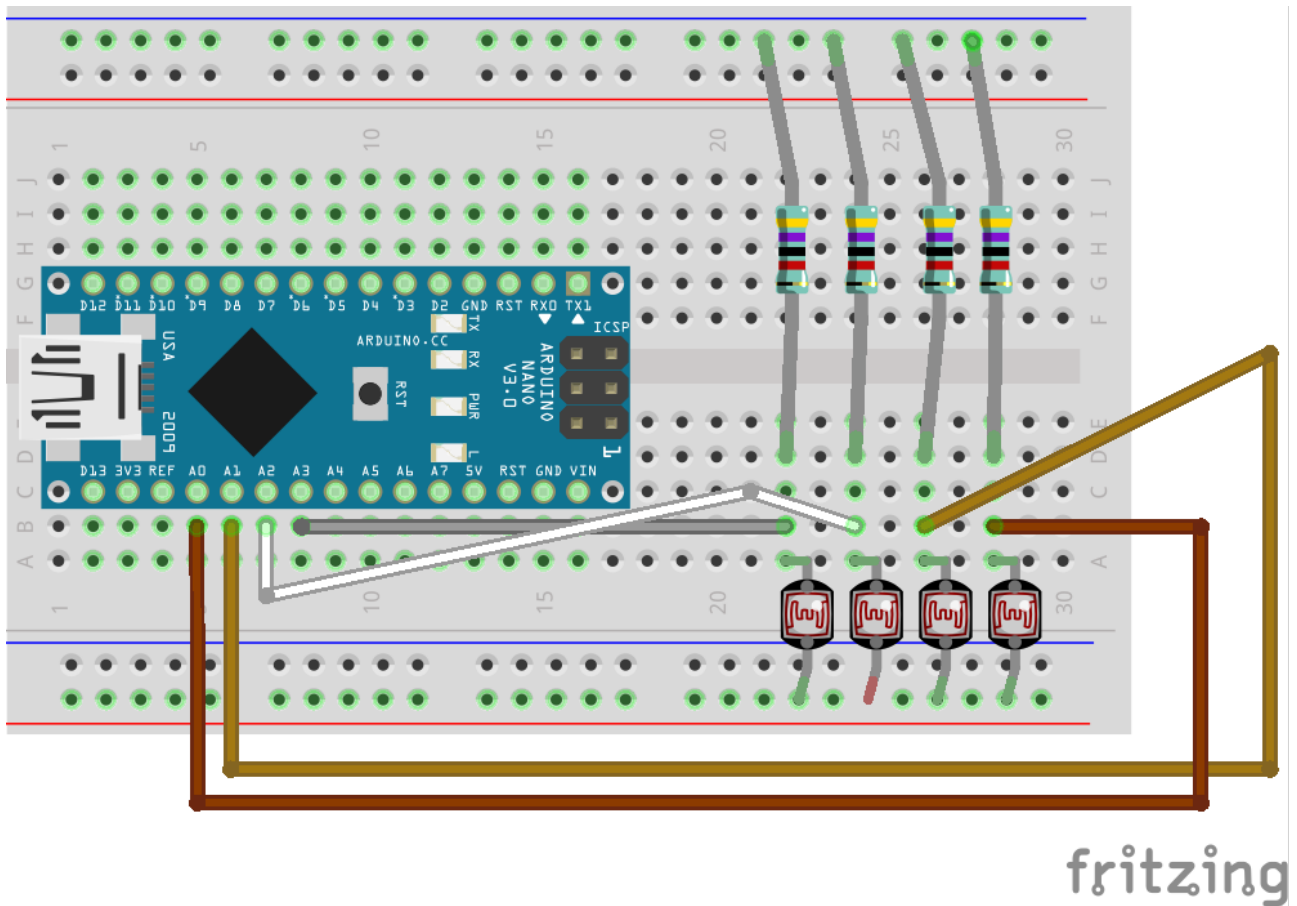 1 5 10 15 20 25 30
J J
I I
H H
G G
F F
D12 D11 D10 D9 D8 D7 D6 D5 D4 D3 D2 GND RST RX0 TX1
TX
RX
PWR
L
ARDUINO.CC
RST
ICSP
ARDUINO
NANO
V3.0
USA
2009
1
E
D D
D13 3V3 REF A0 A1 A2 A3 A4 A5 A6 A7 5V RST GND VIN
C C
B B
A A
1 5 10 15 20 30
fritzing